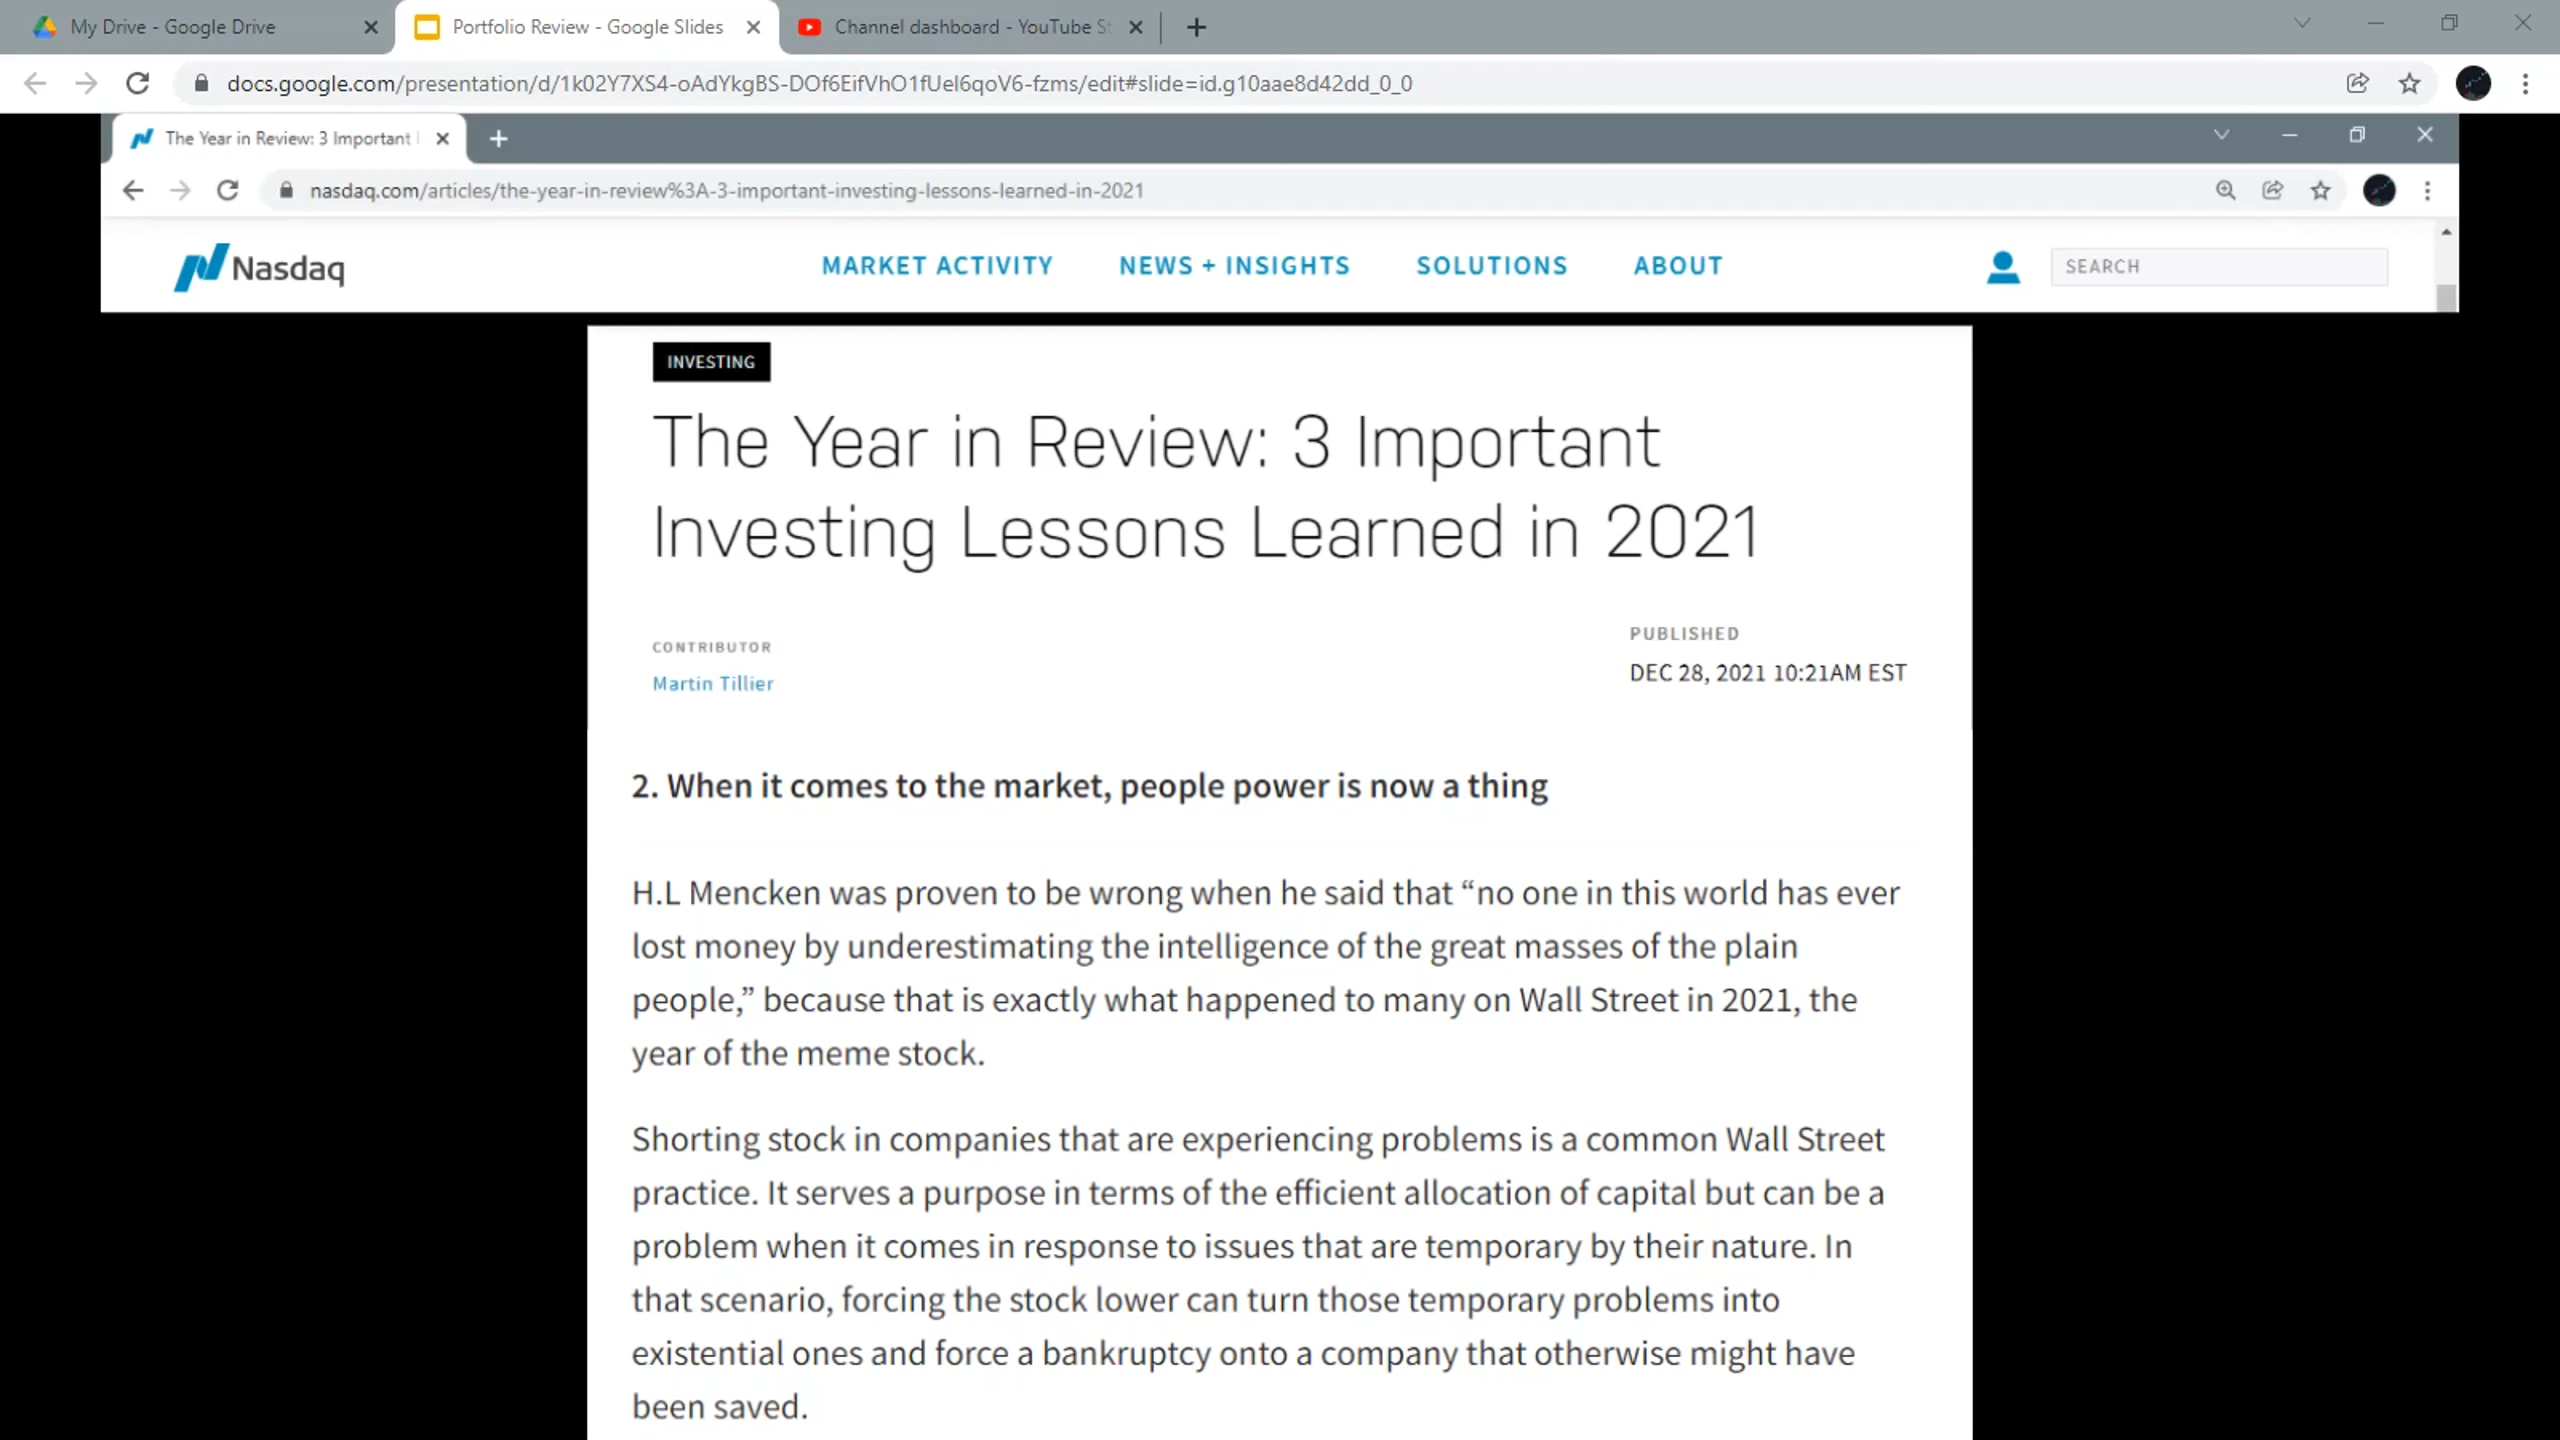 My Drive - Google Drive
Portfolio Review - Google Slides
Channel dashboard - YouTube St
docs.google.com/presentation/d/1k02Y7XS4-oAdYkgBS-DOf6EifVhO1fUel6qoV6-fzms/edit#slide=id.g10aae8d42dd_0_0
The Year in Review: 3 Important
nasdaq.com/articles/the-year-in-review%3A-3-important-investing-lessons-learned-in-2021
Nasdaq
MARKET ACTIVITY NEWS + INSIGHTS SOLUTIONS ABOUT
SEARCH
INVESTING
The Year in Review: 3 Important
Investing Lessons Learned in 2021
CONTRIBUTOR
Martin Tillier
PUBLISHED
DEC 28, 2021 10:21AM EST
2. When it comes to the market, people power is now a thing
H.L Mencken was proven to be wrong when he said that “no one in this world has ever
lost money by underestimating the intelligence of the great masses of the plain
people,” because that is exactly what happened to many on Wall Street in 2021, the
year of the meme stock.
Shorting stock in companies that are experiencing problems is a common Wall Street
practice. It serves a purpose in terms of the efficient allocation of capital but can be a
problem when it comes in response to issues that are temporary by their nature. In
that scenario, forcing the stock lower can turn those temporary problems into
existential ones and force a bankruptcy onto a company that otherwise might have
been saved.